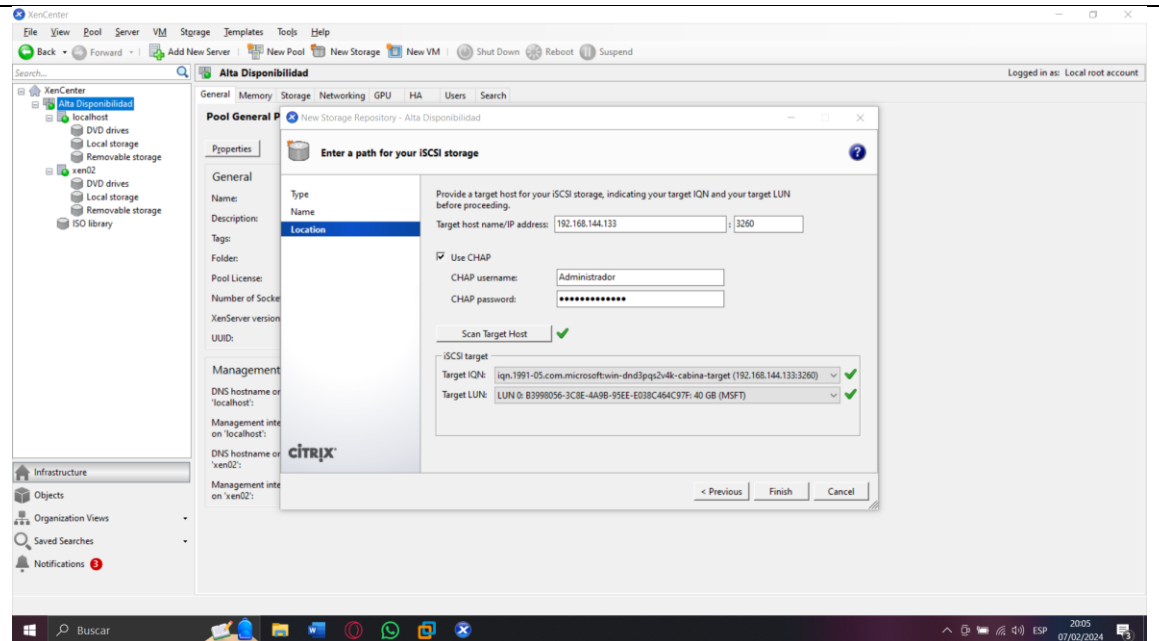 XenCenter
File View Pool Server VM Storage Templates Tools Help
Back Forward Add New Server New Pool New Storage New VM Shut Down Reboot Suspend
Search...
Alta Disponibilidad
Logged in as: Local root account
XenCenter
Alta Disponibilidad
localhost
DVD drives
Local storage
Removable storage
xen02
DVD drives
Local storage
Removable storage
ISO library
General Memory Storage Networking GPU HA Users Search
Pool General P
Properties
General
Name:
Description:
Tags:
Folder:
Pool License:
Number of Socke
XenServer version
UUID:
Management
DNS hostname or
'localhost':
Management inte
on 'localhost':
DNS hostname or
'xen02':
Management inte
on 'xen02':
New Storage Repository - Alta Disponibilidad
Enter a path for your iSCSI storage
Type
Name
Location
CITRIX
Provide a target host for your iSCSI storage, indicating your target IQN and your target LUN
before proceeding.
Target host name/IP address: 192.168.144.133 : 3260
Use CHAP
CHAP username: Administrador
CHAP password: •••••••••••••
Scan Target Host
iSCSI target
Target IQN: iqn.1991-05.com.microsoft:win-dnd3pqs2v4k-cabina-target (192.168.144.133:3260)
Target LUN: LUN 0: B3998056-3C8E-4A9B-95EE-E038C464C97F: 40 GB (MSFT)
< Previous Finish Cancel
Infrastructure
Objects
Organization Views
Saved Searches
Notifications 3
Buscar
ESP
20:05
07/02/2024
3